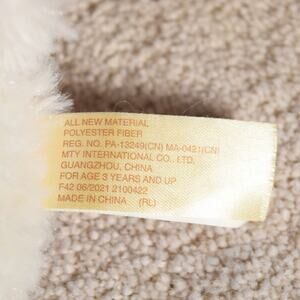 ALL NEW MATERIAL
POLYESTER FIBER
REG. NO. PA-13249(CN) MA-0421(CN)
MTY INTERNATIONAL CO., LTD.
GUANGZHOU, CHINA
FOR AGE 3 YEARS AND UP
F42 06/2021 2100422
MADE IN CHINA (RL)